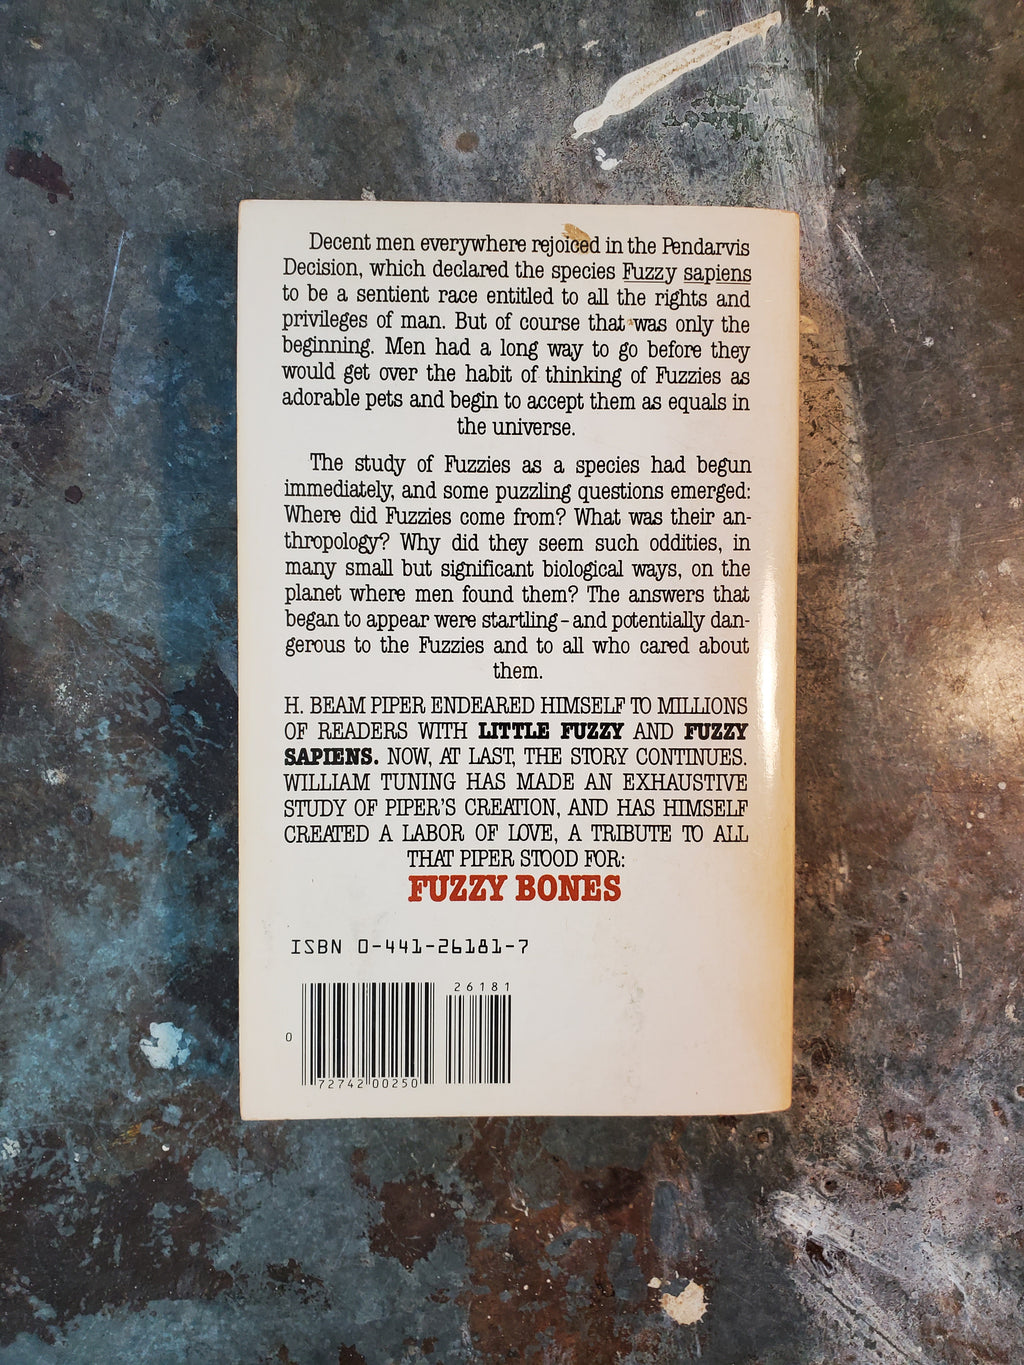 Decent men everywhere rejoiced in the Pendarvis
Decision, which declared the species Fuzzy sapiens
to be a sentient race entitled to all the rights and
privileges of man. But of course that was only the
beginning. Men had a long way to go before they
would get over the habit of thinking of Fuzzies as
adorable pets and begin to accept them as equals in
the universe.
The study of Fuzzies as a species had begun
immediately, and some puzzling questions emerged:
Where did Fuzzies come from? What was their an-
thropology? Why did they seem such oddities, in
many small but significant biological ways, on the
planet where men found them? The answers that
began to appear were startling – and potentially dan-
gerous to the Fuzzies and to all who cared about
them.
H. BEAM PIPER ENDEARED HIMSELF TO MILLIONS
OF READERS WITH LITTLE FUZZY AND FUZZY
SAPIENS. NOW, AT LAST, THE STORY CONTINUES.
WILLIAM TUNING HAS MADE AN EXHAUSTIVE
STUDY OF PIPER'S CREATION, AND HAS HIMSELF
CREATED A LABOR OF LOVE, A TRIBUTE TO ALL
THAT PIPER STOOD FOR:
FUZZY BONES
ISBN 0-441-26181-7
26181
0
72742 00250